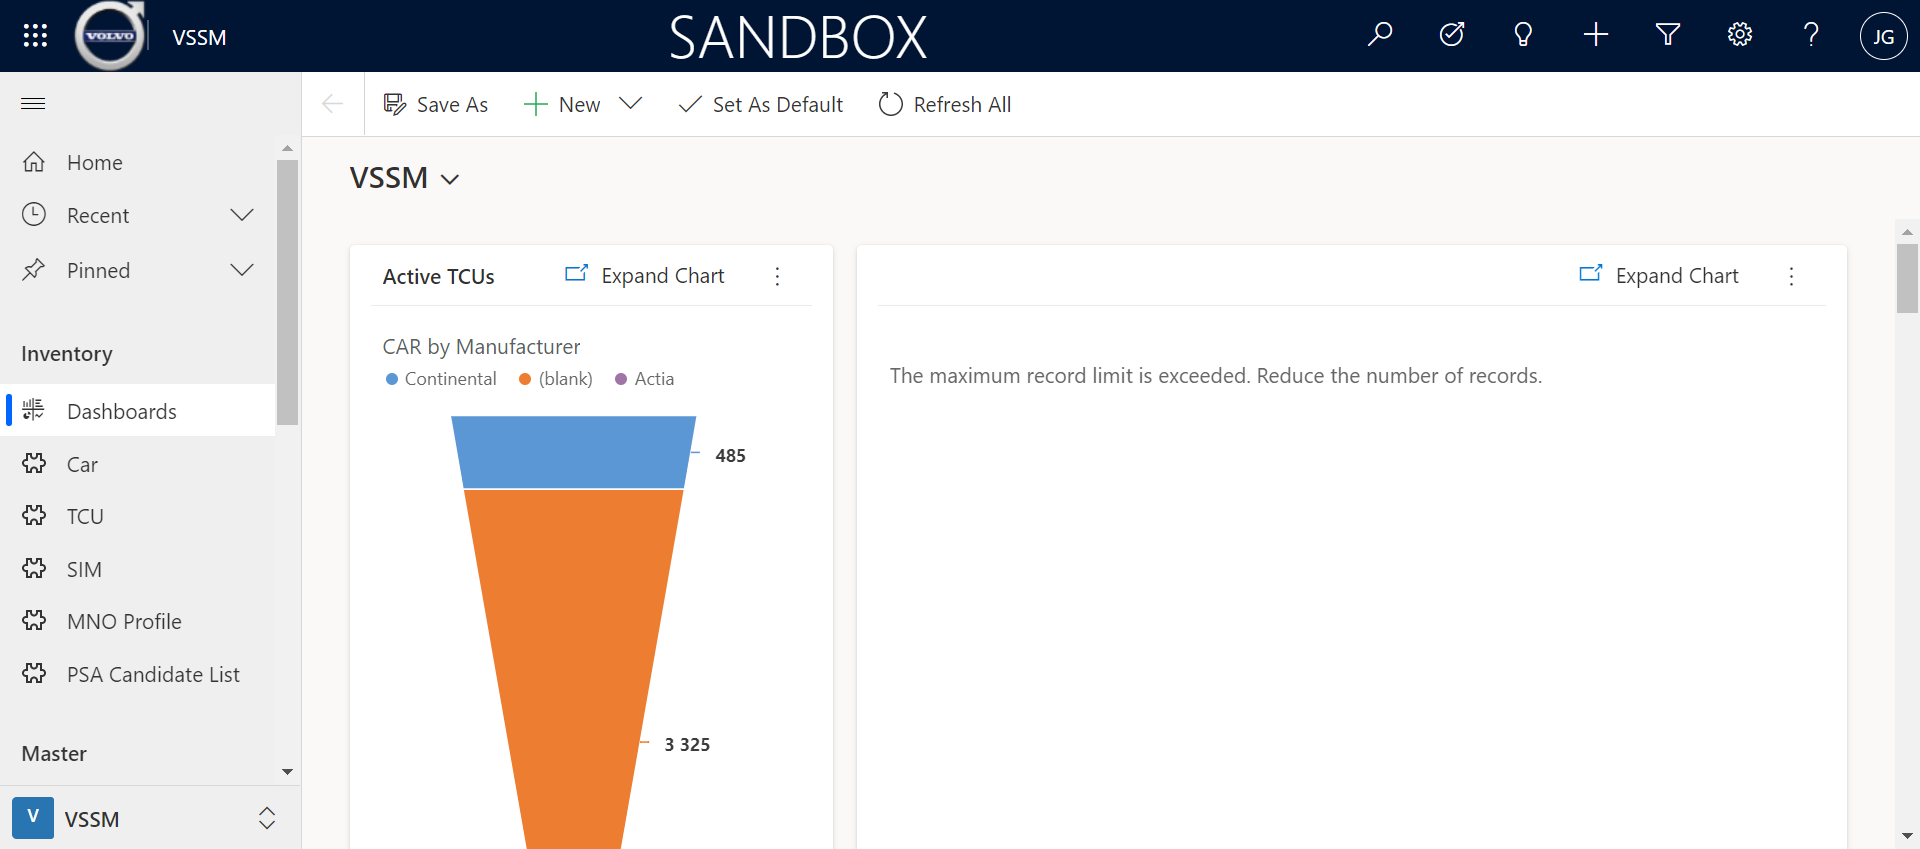 VOLVO
VSSM
SANDBOX
JG
Save As
New
Set As Default
Refresh All
Home
Recent
Pinned
Inventory
Dashboards
Car
TCU
SIM
MNO Profile
PSA Candidate List
Master
V
VSSM
VSSM
Active TCUs
Expand Chart
CAR by Manufacturer
Continental (blank) Actia
485
3 325
Expand Chart
The maximum record limit is exceeded. Reduce the number of records.